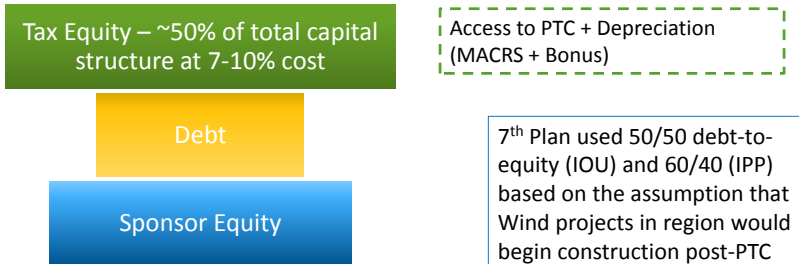 Tax Equity – ~50% of total capital
structure at 7-10% cost
Access to PTC + Depreciation
(MACRS + Bonus)
Debt
Sponsor Equity
7th Plan used 50/50 debt-to-
equity (IOU) and 60/40 (IPP)
based on the assumption that
Wind projects in region would
begin construction post-PTC